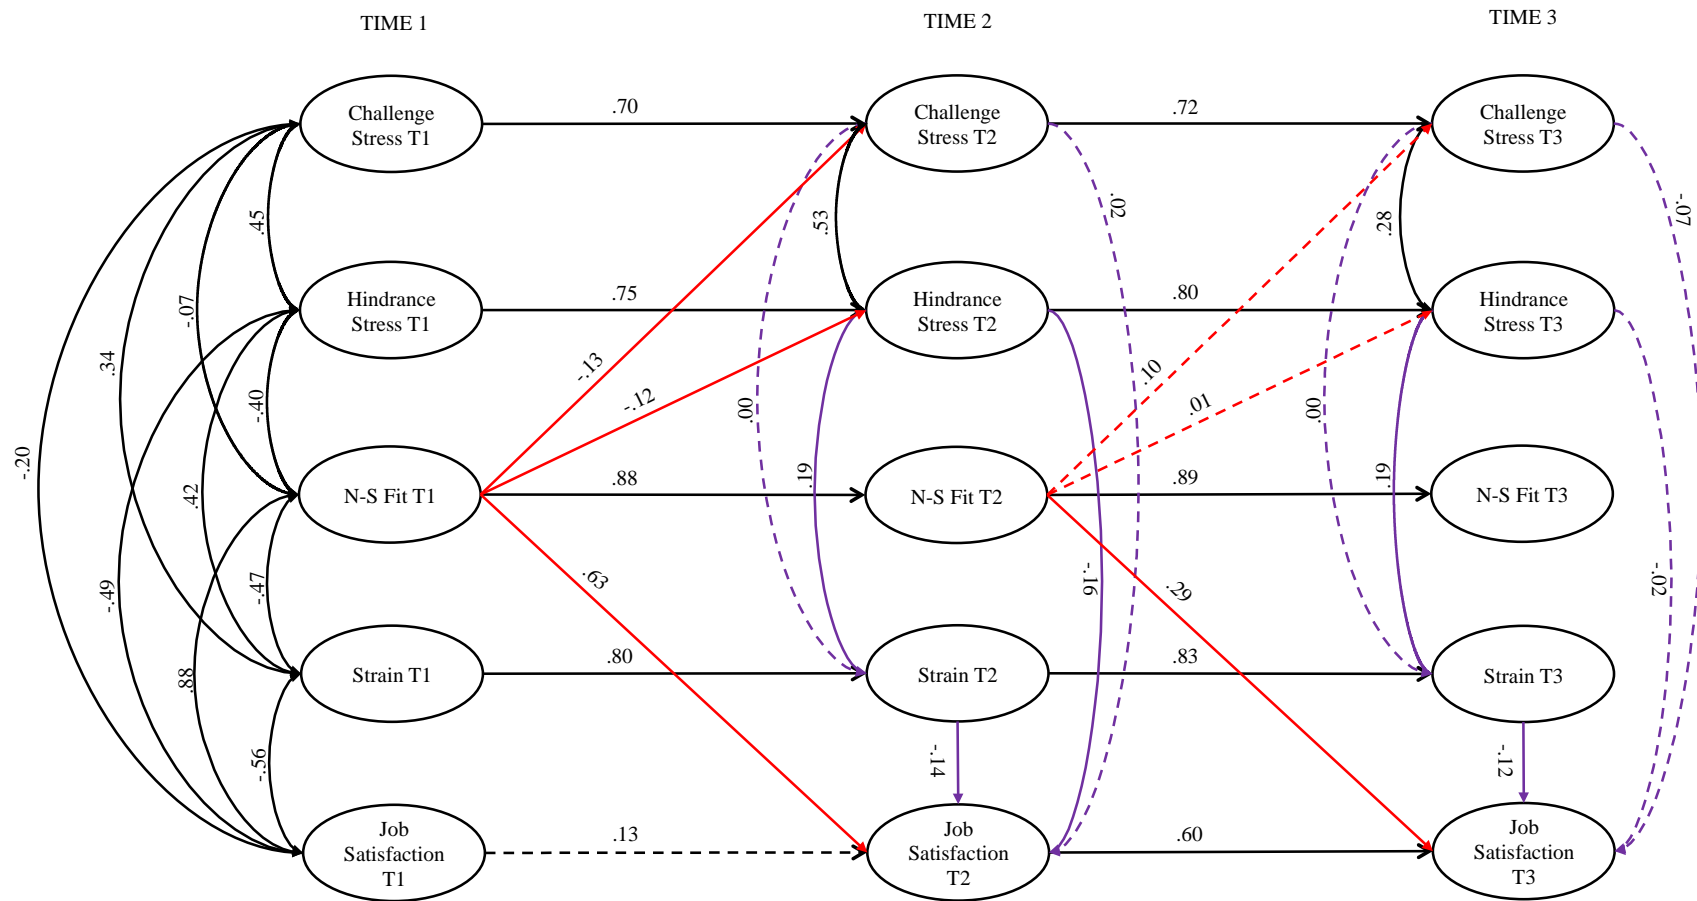 TIME 1
TIME 2
TIME 3
Challenge
Stress T1
.70
Challenge
Stress T2
.72
Challenge
Stress T3
.45
.53
.02
.28
-.07
Hindrance
Stress T1
.75
Hindrance
Stress T2
.80
Hindrance
Stress T3
-.07
.34
-.40
-.13
-.12
.00
.10
.01
.00
-.20
.42
N-S Fit T1
.88
N-S Fit T2
.89
N-S Fit T3
.19
.19
-.49
-.47
.63
-.16
.29
-.02
.88
Strain T1
.80
Strain T2
.83
Strain T3
-.56
-.14
-.12
Job
Satisfaction
T1
.13
Job
Satisfaction
T2
.60
Job
Satisfaction
T3